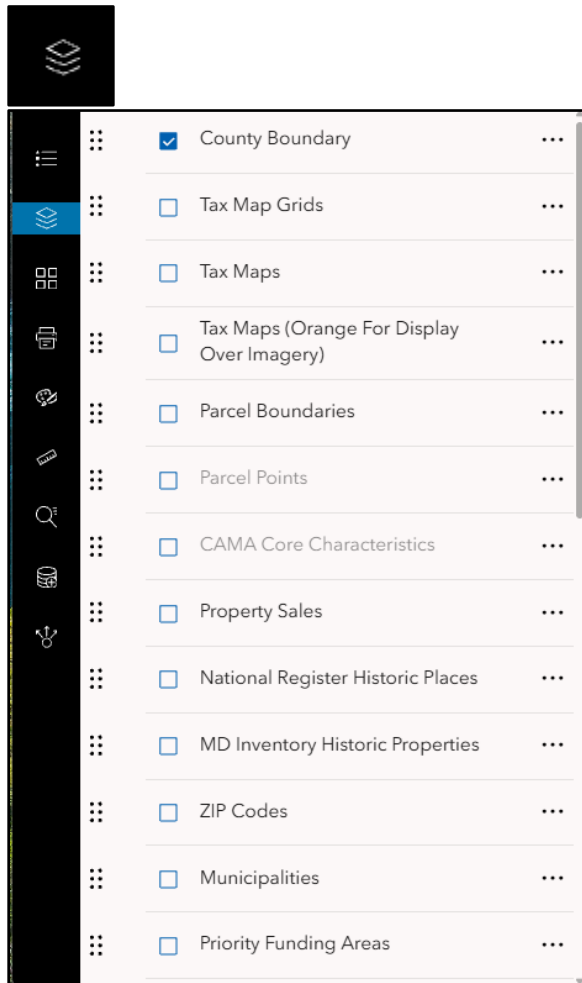 County Boundary
Tax Map Grids
Tax Maps
Tax Maps (Orange For Display
Over Imagery)
Parcel Boundaries
Parcel Points
CAMA Core Characteristics
Property Sales
National Register Historic Places
MD Inventory Historic Properties
ZIP Codes
Municipalities
Priority Funding Areas